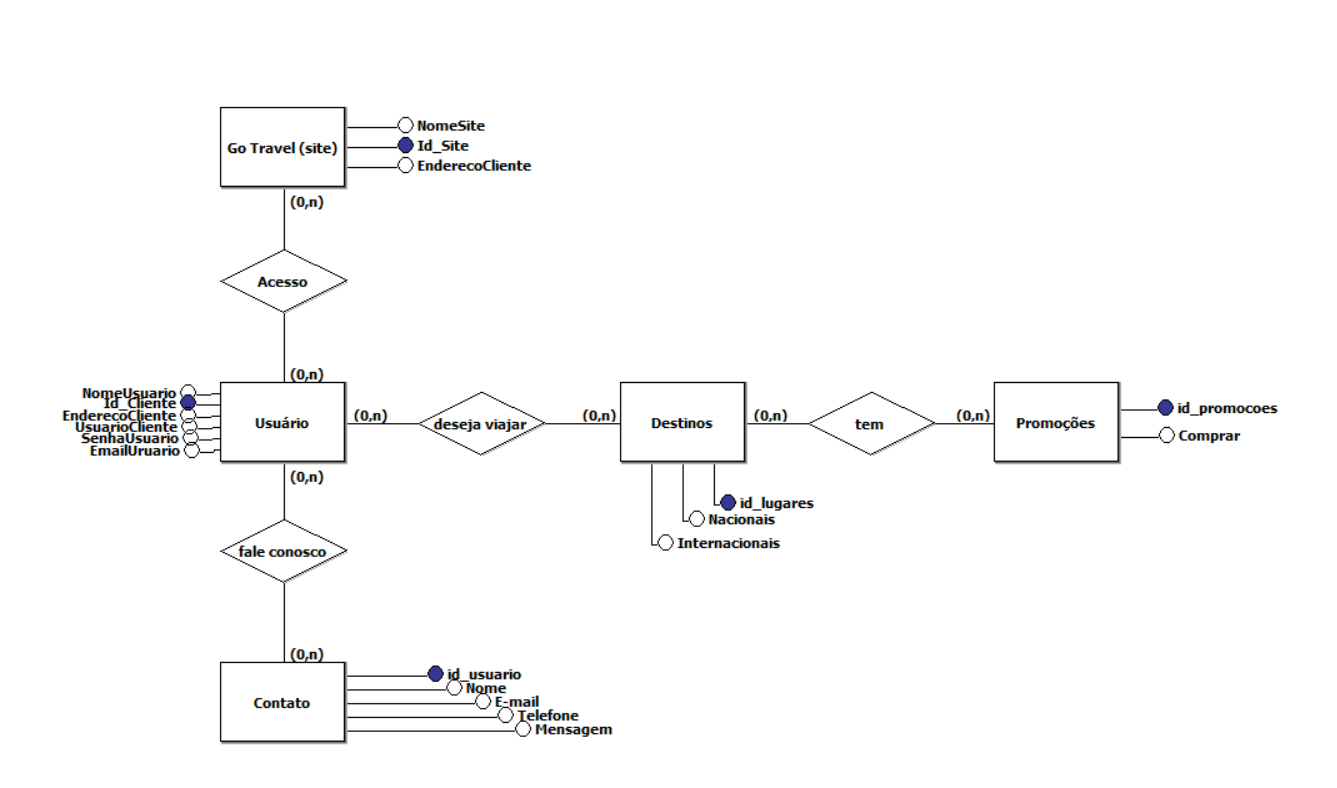 NomeSite
Go Travel (site)
Id_Site
EnderecoCliente
(0,n)
Acesso
(0,n)
NomeUsuario
Id_Cliente
EnderecoCliente
UsuarioCliente
SenhaUsuario
EmailUruario
Usuário
(0,n)
deseja viajar
(0,n)
Destinos
(0,n)
tem
(0,n)
Promoções
id_promocoes
Comprar
(0,n)
id_lugares
Nacionais
Internacionais
fale conosco
(0,n)
Contato
id_usuario
Nome
E-mail
Telefone
Mensagem